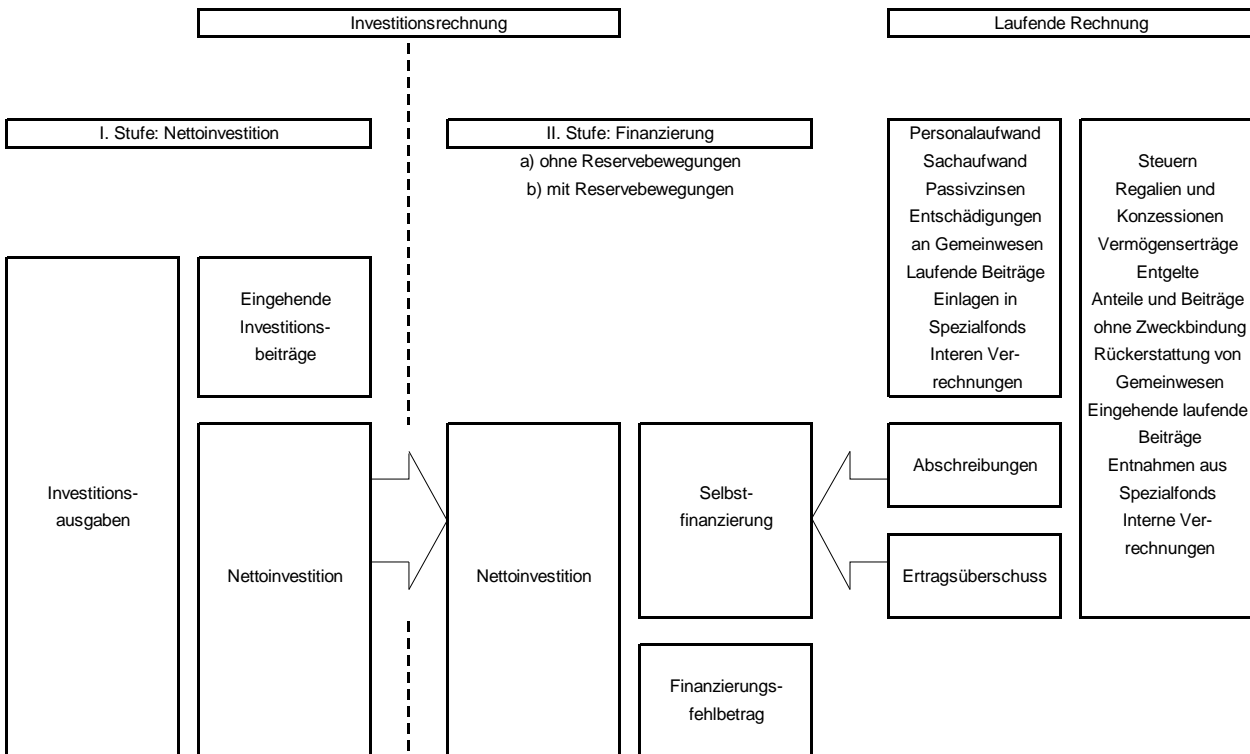 Investitionsrechnung
Laufende Rechnung
I. Stufe: Nettoinvestition
II. Stufe: Finanzierung
a) ohne Reservebewegungen
b) mit Reservebewegungen
Investitions-
ausgaben
Eingehende
Investitions-
beiträge
Nettoinvestition
Nettoinvestition
Selbst-
finanzierung
Finanzierungs-
fehlbetrag
Personalaufwand
Sachaufwand
Passivzinsen
Entschädigungen
an Gemeinwesen
Laufende Beiträge
Einlagen in
Spezialfonds
Interen Ver-
rechnungen
Abschreibungen
Ertragsüberschuss
Steuern
Regalien und
Konzessionen
Vermögenserträge
Entgelte
Anteile und Beiträge
ohne Zweckbindung
Rückerstattung von
Gemeinwesen
Eingehende laufende
Beiträge
Entnahmen aus
Spezialfonds
Interne Ver-
rechnungen